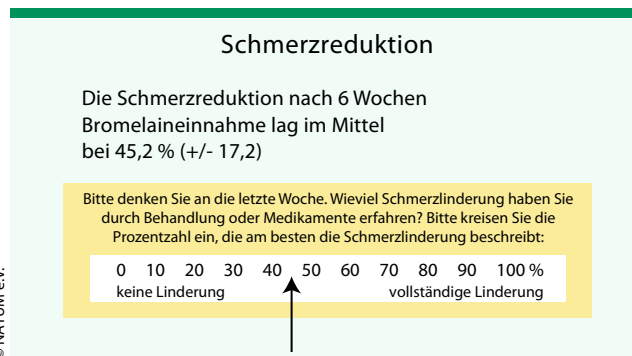 Schmerzreduktion
Die Schmerzreduktion nach 6 Wochen
Bromelaineinnahme lag im Mittel
bei 45,2 % (+/- 17,2)
Bitte denken Sie an die letzte Woche. Wieviel Schmerzlinderung haben Sie
durch Behandlung oder Medikamente erfahren? Bitte kreisen Sie die
Prozentzahl ein, die am besten die Schmerzlinderung beschreibt:
0 10 20 30 40 50 60 70 80 90 100 %
keine Linderung vollständige Linderung
NATUM e.V.